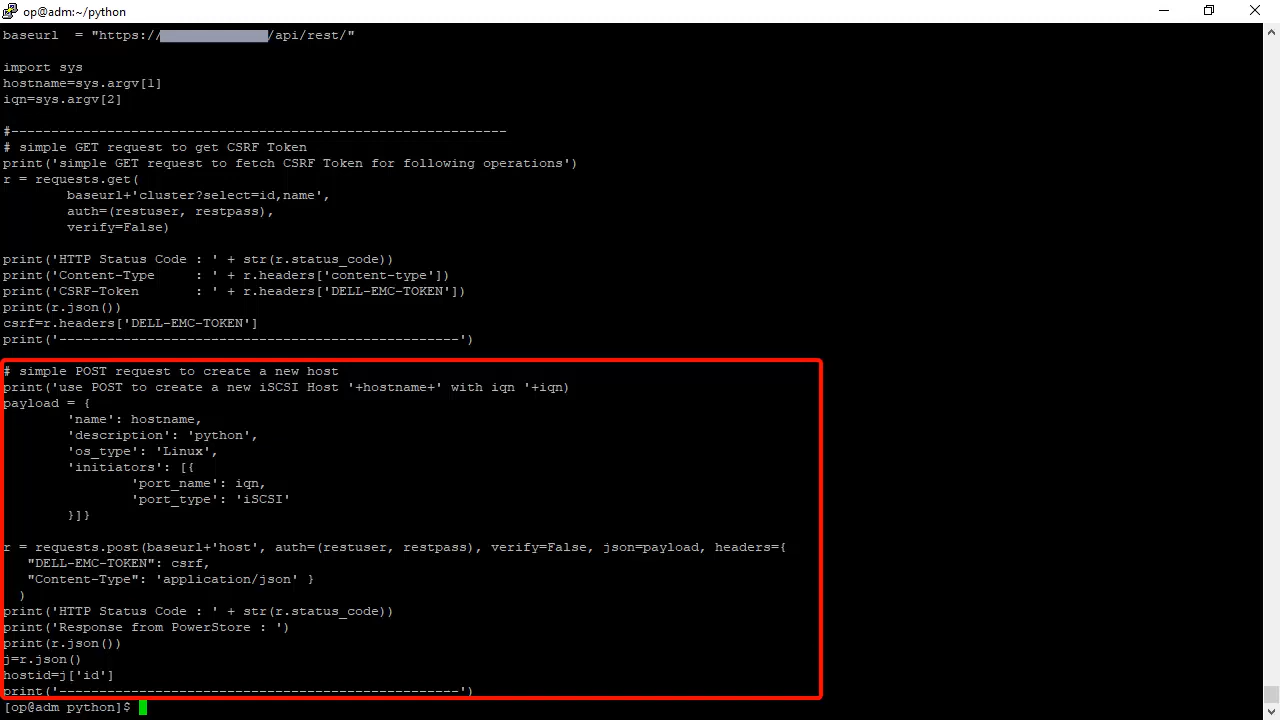 op@adm:~/python
baseurl  = "https:///api/rest/"
import sys
hostname=sys.argv[1]
iqn=sys.argv[2]
#--------------------------------------------------------------
# simple GET request to get CSRF Token
print('simple GET request to fetch CSRF Token for following operations')
r = requests.get(
        baseurl+'cluster?select=id,name',
        auth=(restuser, restpass),
        verify=False)
print('HTTP Status Code : ' + str(r.status_code))
print('Content-Type     : ' + r.headers['content-type'])
print('CSRF-Token       : ' + r.headers['DELL-EMC-TOKEN'])
print(r.json())
csrf=r.headers['DELL-EMC-TOKEN']
print('--------------------------------------------------')
# simple POST request to create a new host
print('use POST to create a new iSCSI Host '+hostname+' with iqn '+iqn)
payload = {
        'name': hostname,
        'description': 'python',
        'os_type': 'Linux',
        'initiators': [{
                'port_name': iqn,
                'port_type': 'iSCSI'
        }]}
r = requests.post(baseurl+'host', auth=(restuser, restpass), verify=False, json=payload, headers={
   "DELL-EMC-TOKEN": csrf,
   "Content-Type": 'application/json' }
  )
print('HTTP Status Code : ' + str(r.status_code))
print('Response from PowerStore : ')
print(r.json())
j=r.json()
hostid=j['id']
print('--------------------------------------------------')
[op@adm python]$